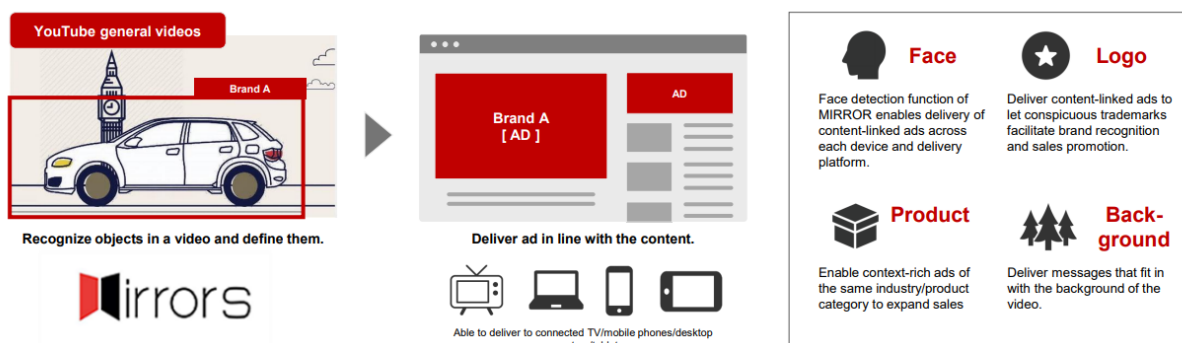 YouTube general videos
Brand A
Recognize objects in a video and define them.
Mirrors
Brand A
[ AD ]
AD
Deliver ad in line with the content.
Able to deliver to connected TV/mobile phones/desktop
Face
Face detection function of
MIRROR enables delivery of
content-linked ads across
each device and delivery
platform.
Logo
Deliver content-linked ads to
let conspicuous trademarks
facilitate brand recognition
and sales promotion.
Product
Enable context-rich ads of
the same industry/product
category to expand sales
Back-
ground
Deliver messages that fit in
with the background of the
video.